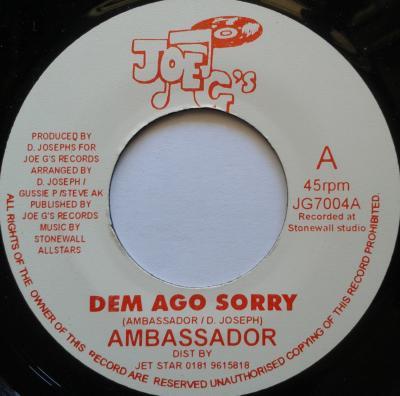 JOE G's
PRODUCED BY
D. JOSEPHS FOR
JOE G'S RECORDS
ARRANGED BY
D. JOSEPH /
GUSSIE P /STEVE AK
PUBLISHED BY
JOE G'S RECORDS
MUSIC BY
STONEWALL
ALLSTARS
A
45rpm
JG7004A
Recorded at
Stonewall studio
DEM AGO SORRY
(AMBASSADOR / D. JOSEPH)
AMBASSADOR
DIST BY
JET STAR 0181 9615818
ALL RIGHTS OF THE OWNER OF THIS RECORD ARE RESERVED UNAUTHORISED COPYING OF THIS RECORD PROHIBITED.